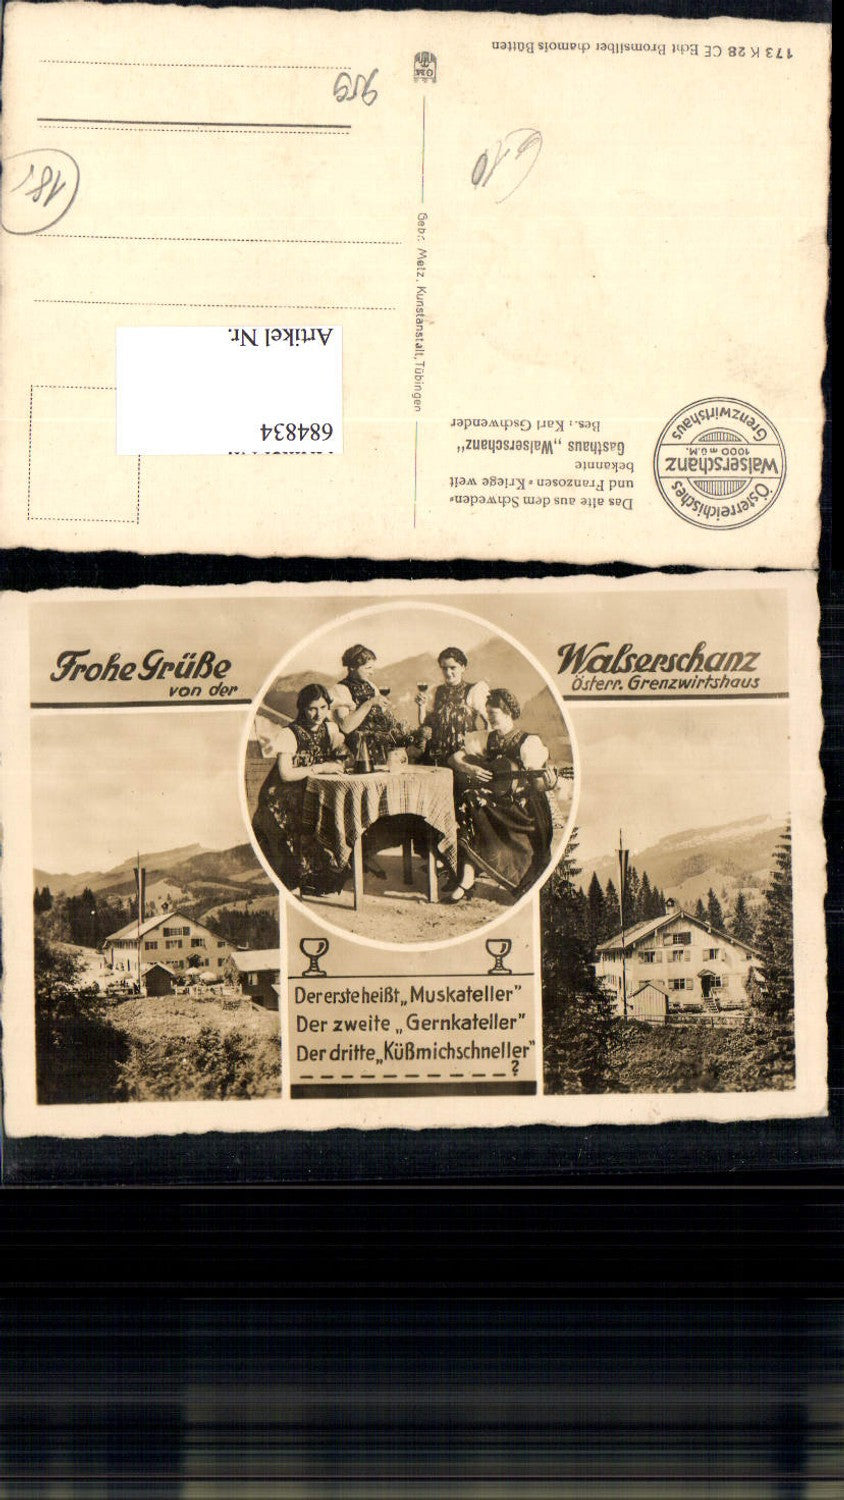 173 K 28 CE Echt Bromsilber chamois Bütten
959
18,
6.10
Gebr. Metz, Kunstanstalt, Tübingen
Österreichisches
Walserschanz
1000 m ü.M.
Grenzwirtshaus
Das alte aus dem Schweden-
und Franzosen-Kriege weit
bekannte
Gasthaus „Walserschanz"
Bes.: Karl Gschwender
Artikel Nr.
684834
Frohe Grüße
von der
Walserschanz
Österr. Grenzwirtshaus
Der erste heißt „Muskateller"
Der zweite „Gernkateller"
Der dritte „Küßmichschneller"
?